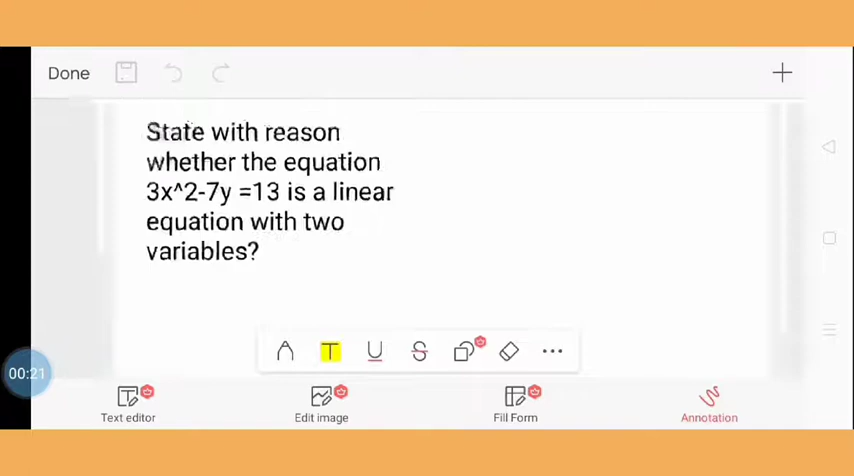 Done
State with reason
whether the equation
3x^2-7y =13 is a linear
equation with two
variables?
T U S
00:21
Text editor Edit image Fill Form Annotation